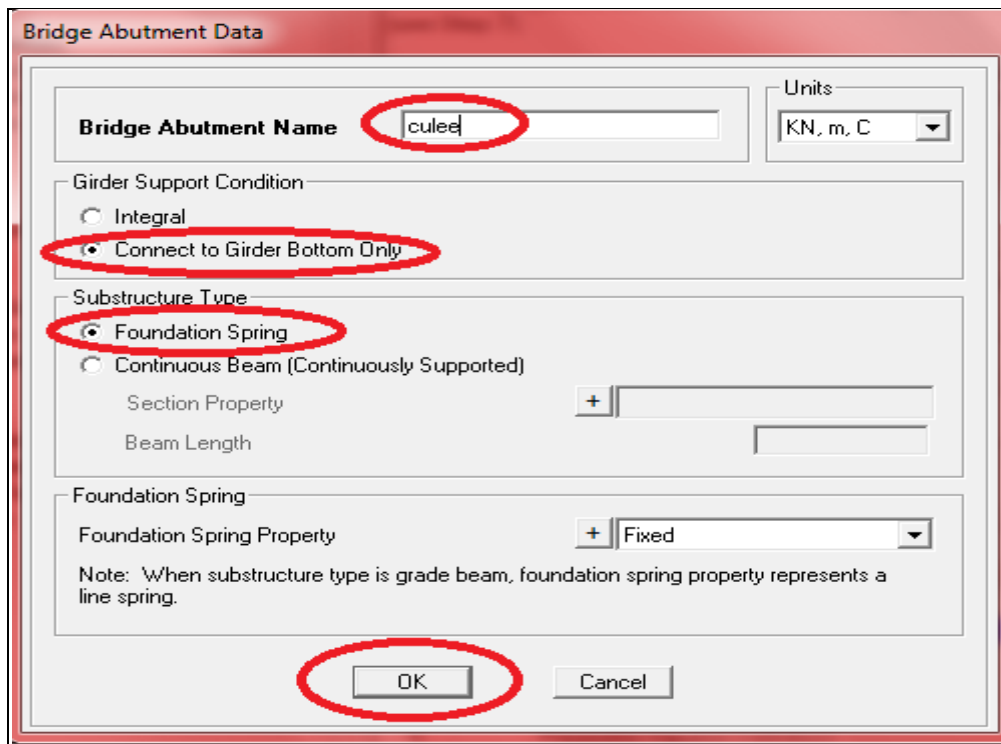 Bridge Abutment Data
Units
Bridge Abutment Name
culee
KN, m, C
Girder Support Condition
Integral
Connect to Girder Bottom Only
Substructure Type
Foundation Spring
Continuous Beam (Continuously Supported)
Section Property
+
Beam Length
Foundation Spring
Foundation Spring Property
+
Fixed
Note: When substructure type is grade beam, foundation spring property represents a
line spring.
OK
Cancel